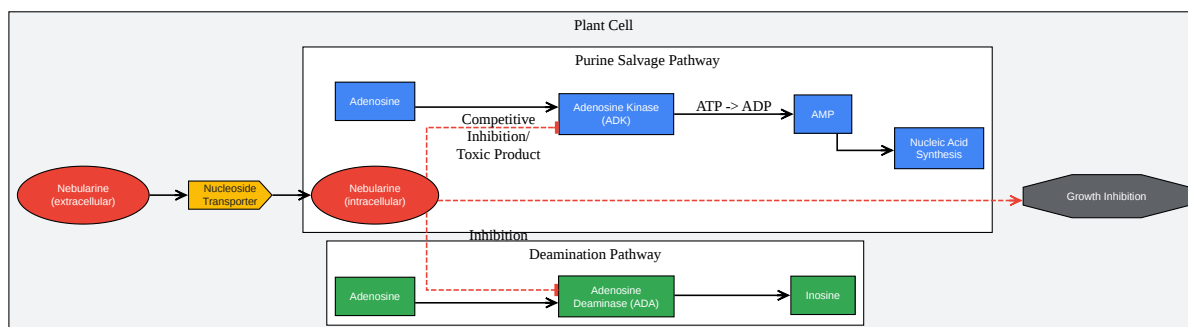 Plant Cell
Purine Salvage Pathway
Adenosine
Adenosine Kinase
(ADK)
ATP -> ADP
AMP
Competitive
Inhibition/
Toxic Product
Nucleic Acid
Synthesis
Nebularine
(extracellular)
Nucleoside
Transporter
Nebularine
(intracellular)
Growth Inhibition
Inhibition
Deamination Pathway
Adenosine
Adenosine
Deaminase (ADA)
Inosine